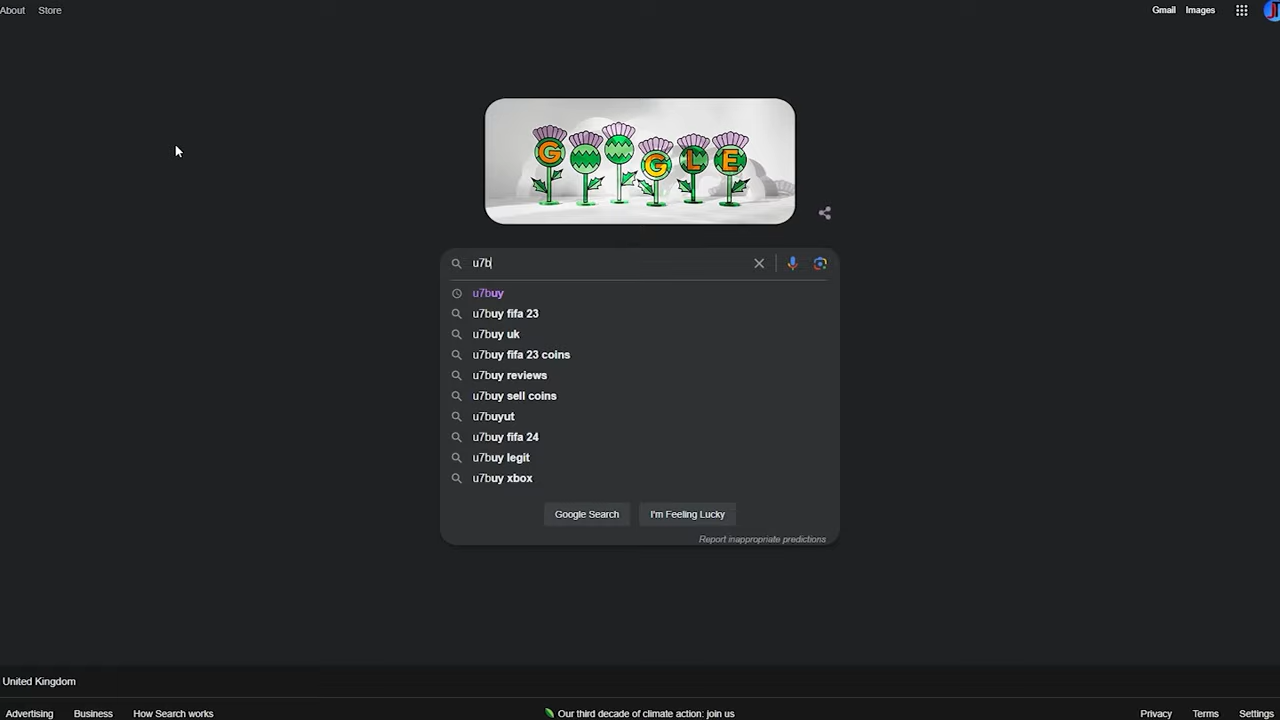 About Store
Gmail Images
G G L E
u7b
u7buy
u7buy fifa 23
u7buy uk
u7buy fifa 23 coins
u7buy reviews
u7buy sell coins
u7buyut
u7buy fifa 24
u7buy legit
u7buy xbox
Google Search I'm Feeling Lucky
Report inappropriate predictions
United Kingdom
Advertising Business How Search works Our third decade of climate action: join us Privacy Terms Settings